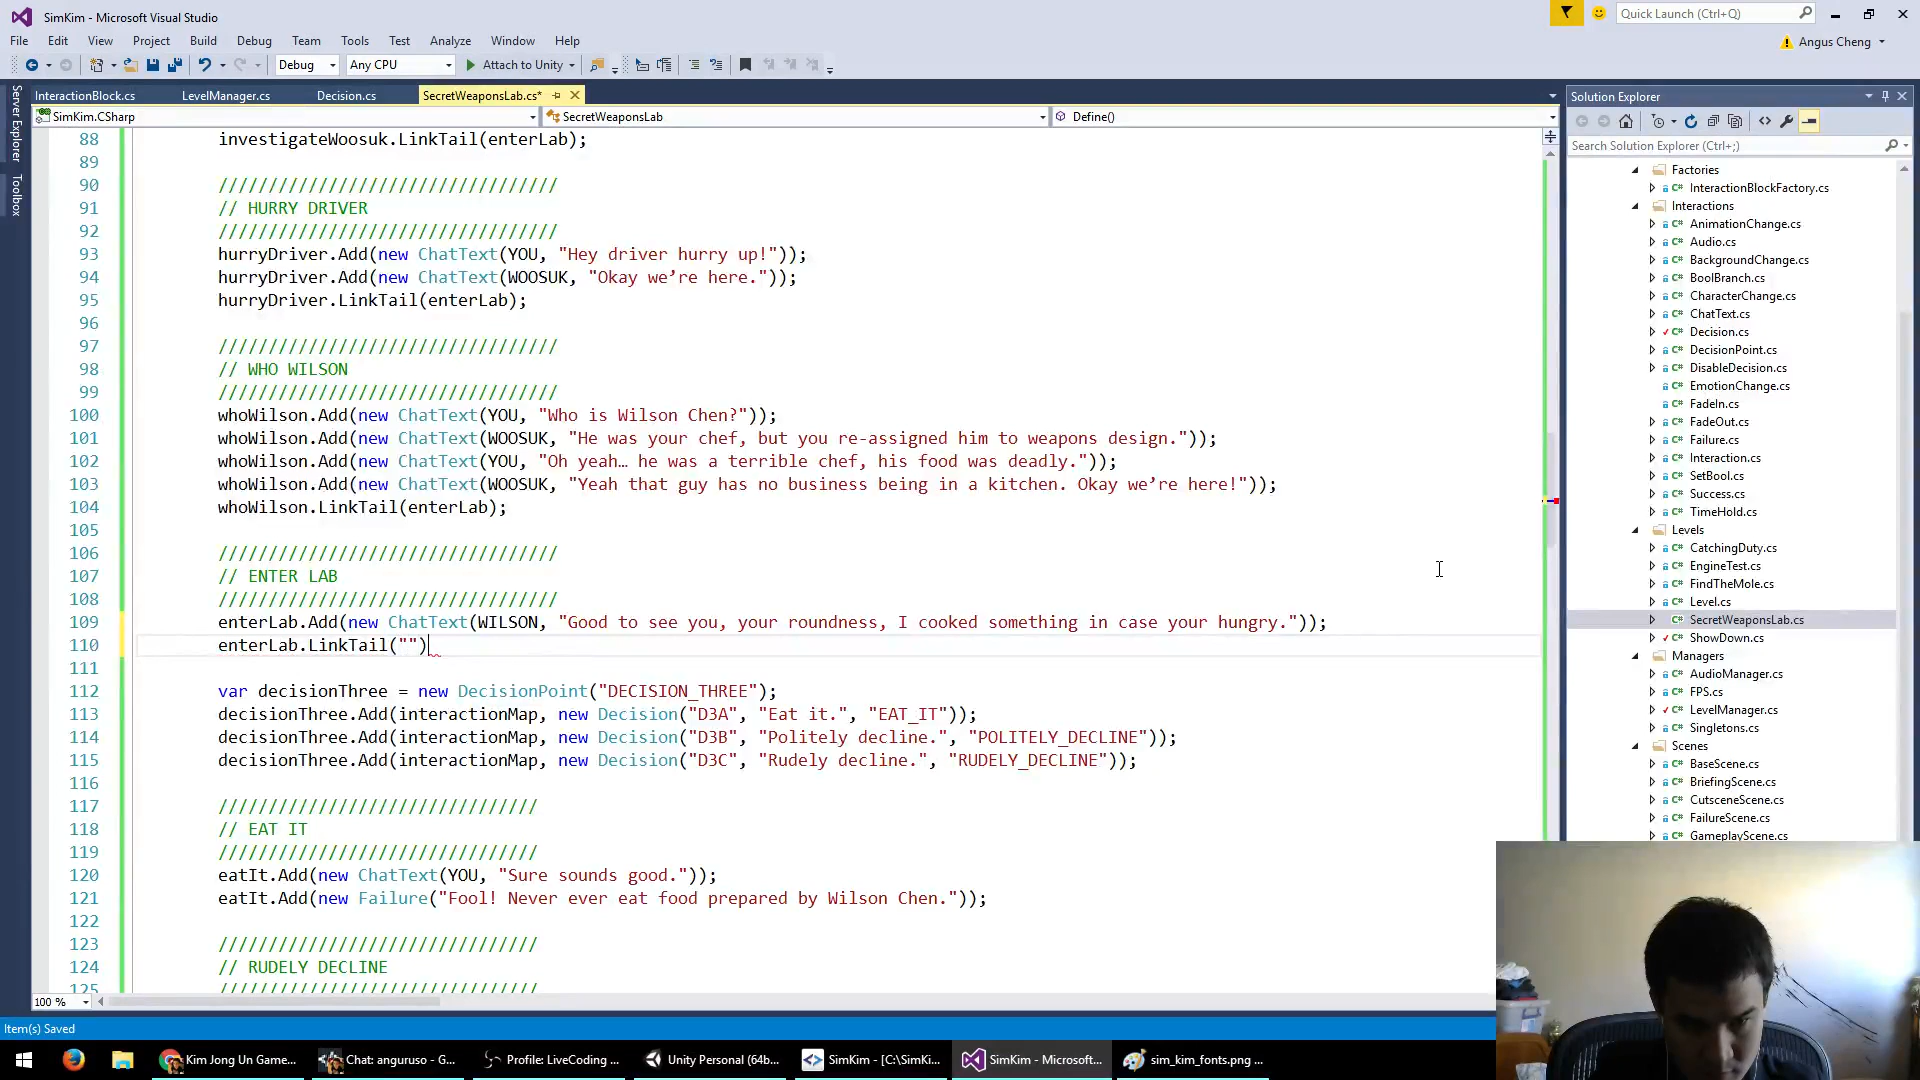 SimKim - Microsoft Visual Studio
Quick Launch (Ctrl+Q)
File Edit View Project Build Debug Team Tools Test Analyze Window Help
Angus Cheng
Debug Any CPU Attach to Unity
Server Explorer
Toolbox
InteractionBlock.cs LevelManager.cs Decision.cs SecretWeaponsLab.cs*
SimKim.CSharp SecretWeaponsLab Define()
88 investigateWoosuk.LinkTail(enterLab);
89
90 //////////////////////////////////
91 // HURRY DRIVER
92 //////////////////////////////////
93 hurryDriver.Add(new ChatText(YOU, "Hey driver hurry up!"));
94 hurryDriver.Add(new ChatText(WOOSUK, "Okay we’re here."));
95 hurryDriver.LinkTail(enterLab);
96
97 //////////////////////////////////
98 // WHO WILSON
99 //////////////////////////////////
100 whoWilson.Add(new ChatText(YOU, "Who is Wilson Chen?"));
101 whoWilson.Add(new ChatText(WOOSUK, "He was your chef, but you re-assigned him to weapons design."));
102 whoWilson.Add(new ChatText(YOU, "Oh yeah… he was a terrible chef, his food was deadly."));
103 whoWilson.Add(new ChatText(WOOSUK, "Yeah that guy has no business being in a kitchen. Okay we’re here!"));
104 whoWilson.LinkTail(enterLab);
105
106 //////////////////////////////////
107 // ENTER LAB
108 //////////////////////////////////
109 enterLab.Add(new ChatText(WILSON, "Good to see you, your roundness, I cooked something in case your hungry."));
110 enterLab.LinkTail("")
111
112 var decisionThree = new DecisionPoint("DECISION_THREE");
113 decisionThree.Add(interactionMap, new Decision("D3A", "Eat it.", "EAT_IT"));
114 decisionThree.Add(interactionMap, new Decision("D3B", "Politely decline.", "POLITELY_DECLINE"));
115 decisionThree.Add(interactionMap, new Decision("D3C", "Rudely decline.", "RUDELY_DECLINE"));
116
117 ////////////////////////////////
118 // EAT IT
119 ////////////////////////////////
120 eatIt.Add(new ChatText(YOU, "Sure sounds good."));
121 eatIt.Add(new Failure("Fool! Never ever eat food prepared by Wilson Chen."));
122
123 ////////////////////////////////
124 // RUDELY DECLINE
125 ////////////////////////////////
100 %
Solution Explorer
Search Solution Explorer (Ctrl+;)
Factories
C# InteractionBlockFactory.cs
Interactions
C# AnimationChange.cs
C# Audio.cs
C# BackgroundChange.cs
C# BoolBranch.cs
C# CharacterChange.cs
C# ChatText.cs
C# Decision.cs
C# DecisionPoint.cs
C# DisableDecision.cs
C# EmotionChange.cs
C# FadeIn.cs
C# FadeOut.cs
C# Failure.cs
C# Interaction.cs
C# SetBool.cs
C# Success.cs
C# TimeHold.cs
Levels
C# CatchingDuty.cs
C# EngineTest.cs
C# FindTheMole.cs
C# Level.cs
C# SecretWeaponsLab.cs
C# ShowDown.cs
Managers
C# AudioManager.cs
C# FPS.cs
C# LevelManager.cs
C# Singletons.cs
Scenes
C# BaseScene.cs
C# BriefingScene.cs
C# CutsceneScene.cs
C# FailureScene.cs
C# GameplayScene.cs
Item(s) Saved
Kim Jong Un Game... Chat: anguruso - G... Profile: LiveCoding ... Unity Personal (64b... SimKim - [C:\SimKi... SimKim - Microsoft... sim_kim_fonts.png ...